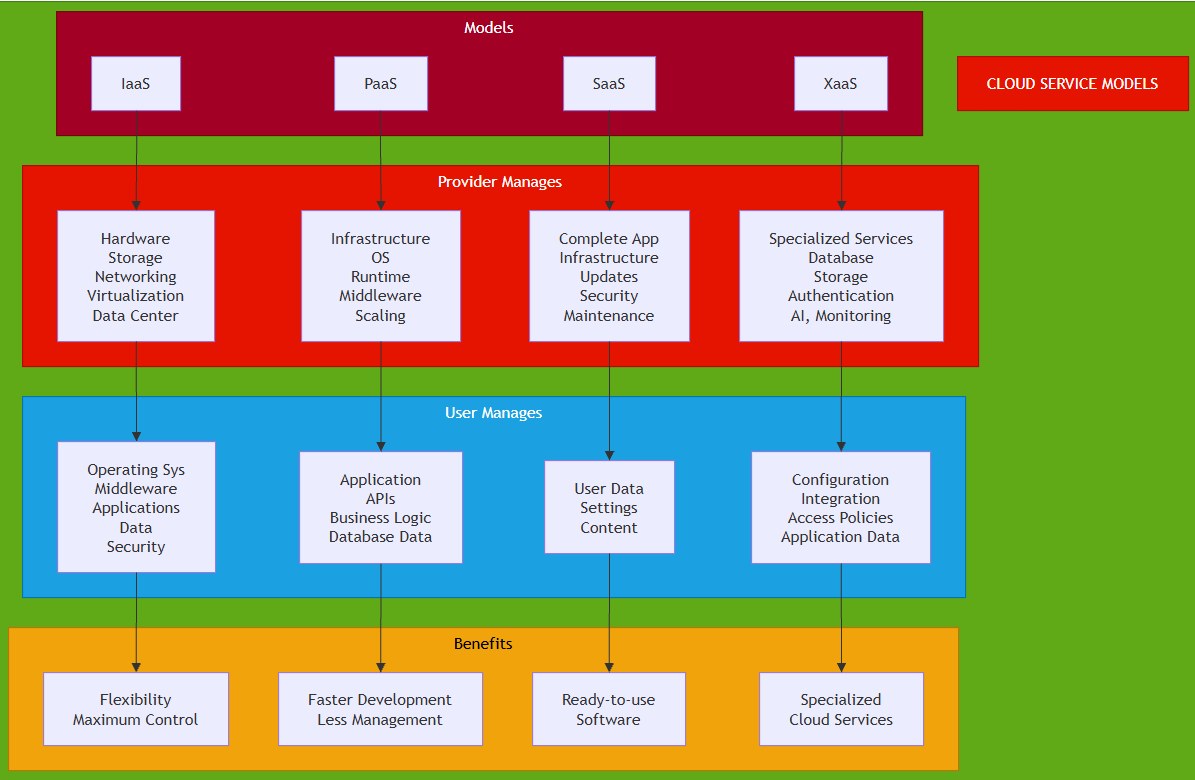 Models
IaaS
PaaS
SaaS
XaaS
CLOUD SERVICE MODELS
Provider Manages
Hardware
Storage
Networking
Virtualization
Data Center
Infrastructure
OS
Runtime
Middleware
Scaling
Complete App
Infrastructure
Updates
Security
Maintenance
Specialized Services
Database
Storage
Authentication
AI, Monitoring
User Manages
Operating Sys
Middleware
Applications
Data
Security
Application
APIs
Business Logic
Database Data
User Data
Settings
Content
Configuration
Integration
Access Policies
Application Data
Benefits
Flexibility
Maximum Control
Faster Development
Less Management
Ready-to-use
Software
Specialized
Cloud Services